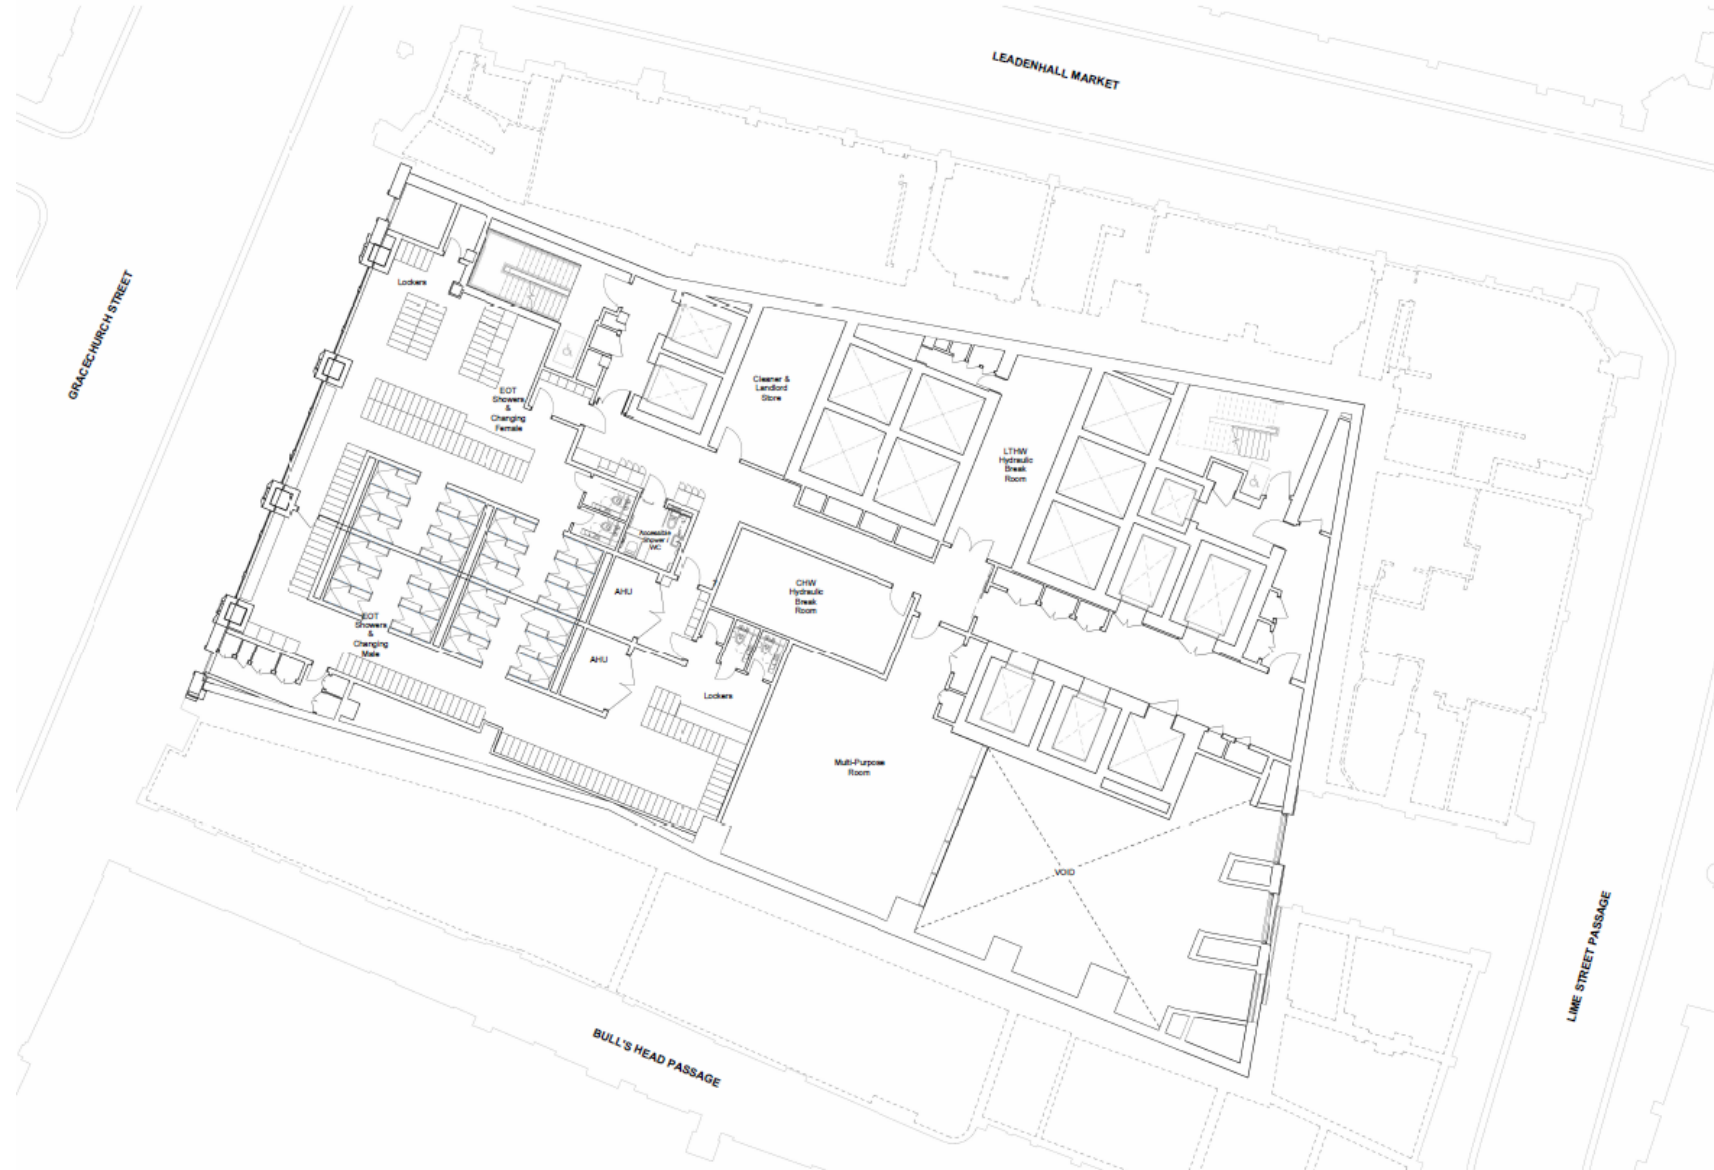 LEADENHALL MARKET
GRACECHURCH STREET
Lockers
EOT
Showers
&
Changing
Female
Cleaner &
Landlord
Store
LTHW
Hydraulic
Break
Room
Accessible
Shower /
WC
AHU
CHW
Hydraulic
Break
Room
EOT
Showers
&
Changing
Male
AHU
Lockers
Multi-Purpose
Room
VOID
LIME STREET PASSAGE
BULL'S HEAD PASSAGE